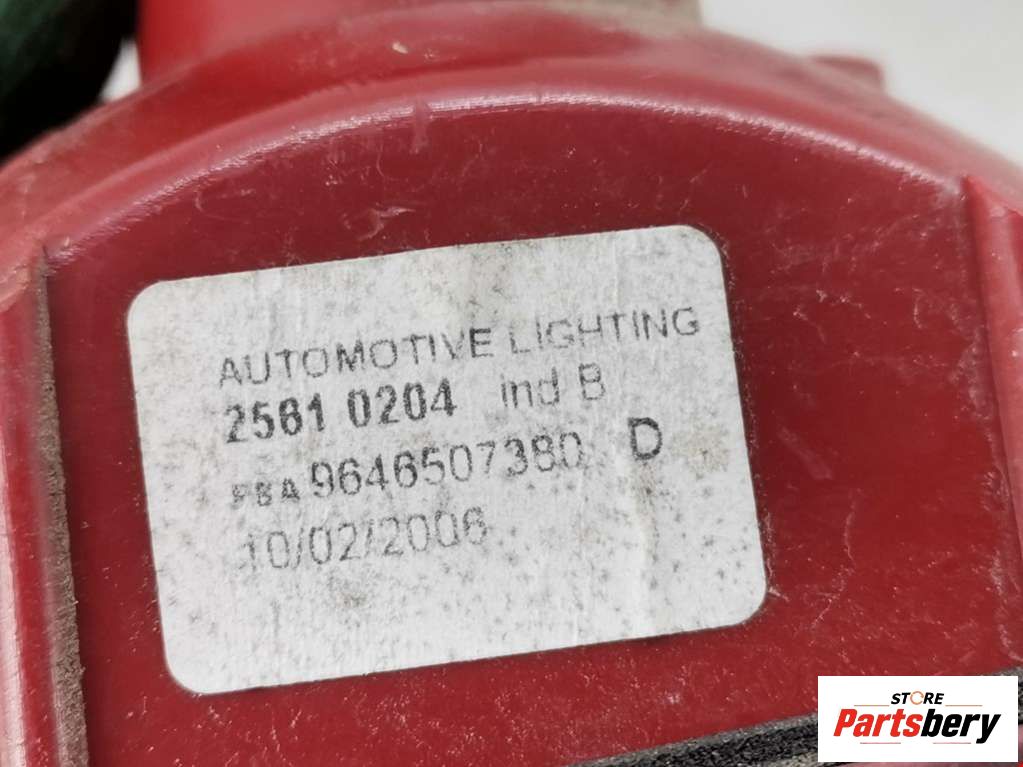 AUTOMOTIVE LIGHTING
2561 0204 ind B
PSA 9646507380 D
10/02/2006
STORE
Partsbery